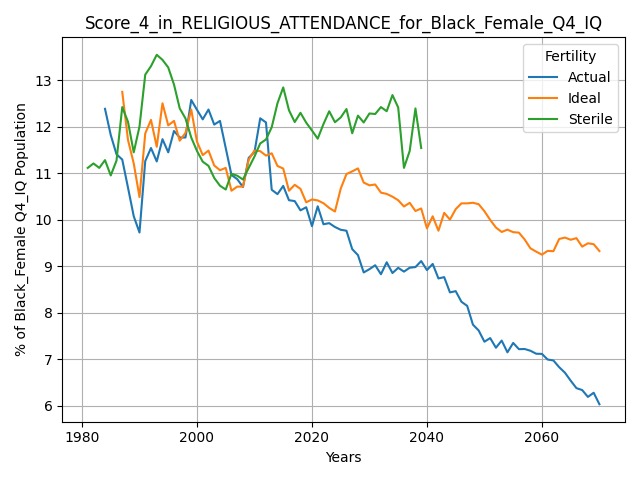 Score_4_in_RELIGIOUS_ATTENDANCE_for_Black_Female_Q4_IQ
Fertility
Actual
Ideal
Sterile
% of Black_Female Q4_IQ Population
13
12
11
10
9
8
7
6
1980
2000
2020
2040
2060
Years